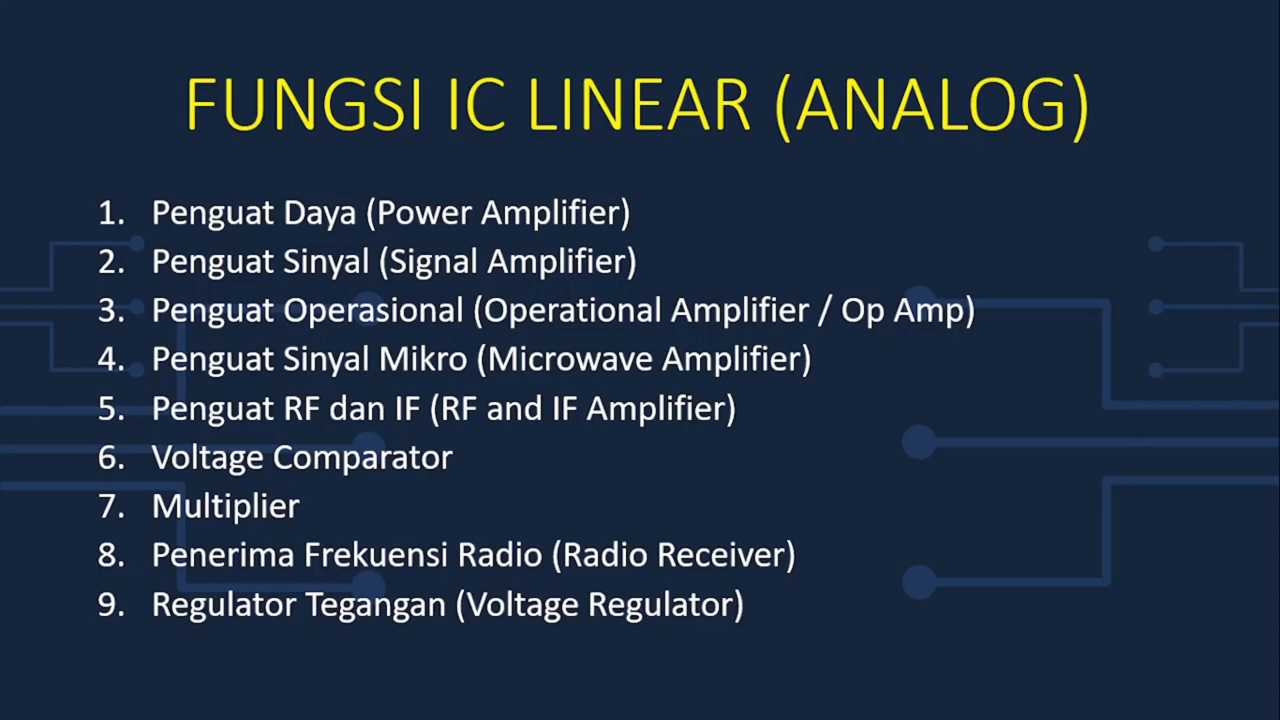 FUNGSI IC LINEAR (ANALOG)
1. Penguat Daya (Power Amplifier)
2. Penguat Sinyal (Signal Amplifier)
3. Penguat Operasional (Operational Amplifier / Op Amp)
4. Penguat Sinyal Mikro (Microwave Amplifier)
5. Penguat RF dan IF (RF and IF Amplifier)
6. Voltage Comparator
7. Multiplier
8. Penerima Frekuensi Radio (Radio Receiver)
9. Regulator Tegangan (Voltage Regulator)